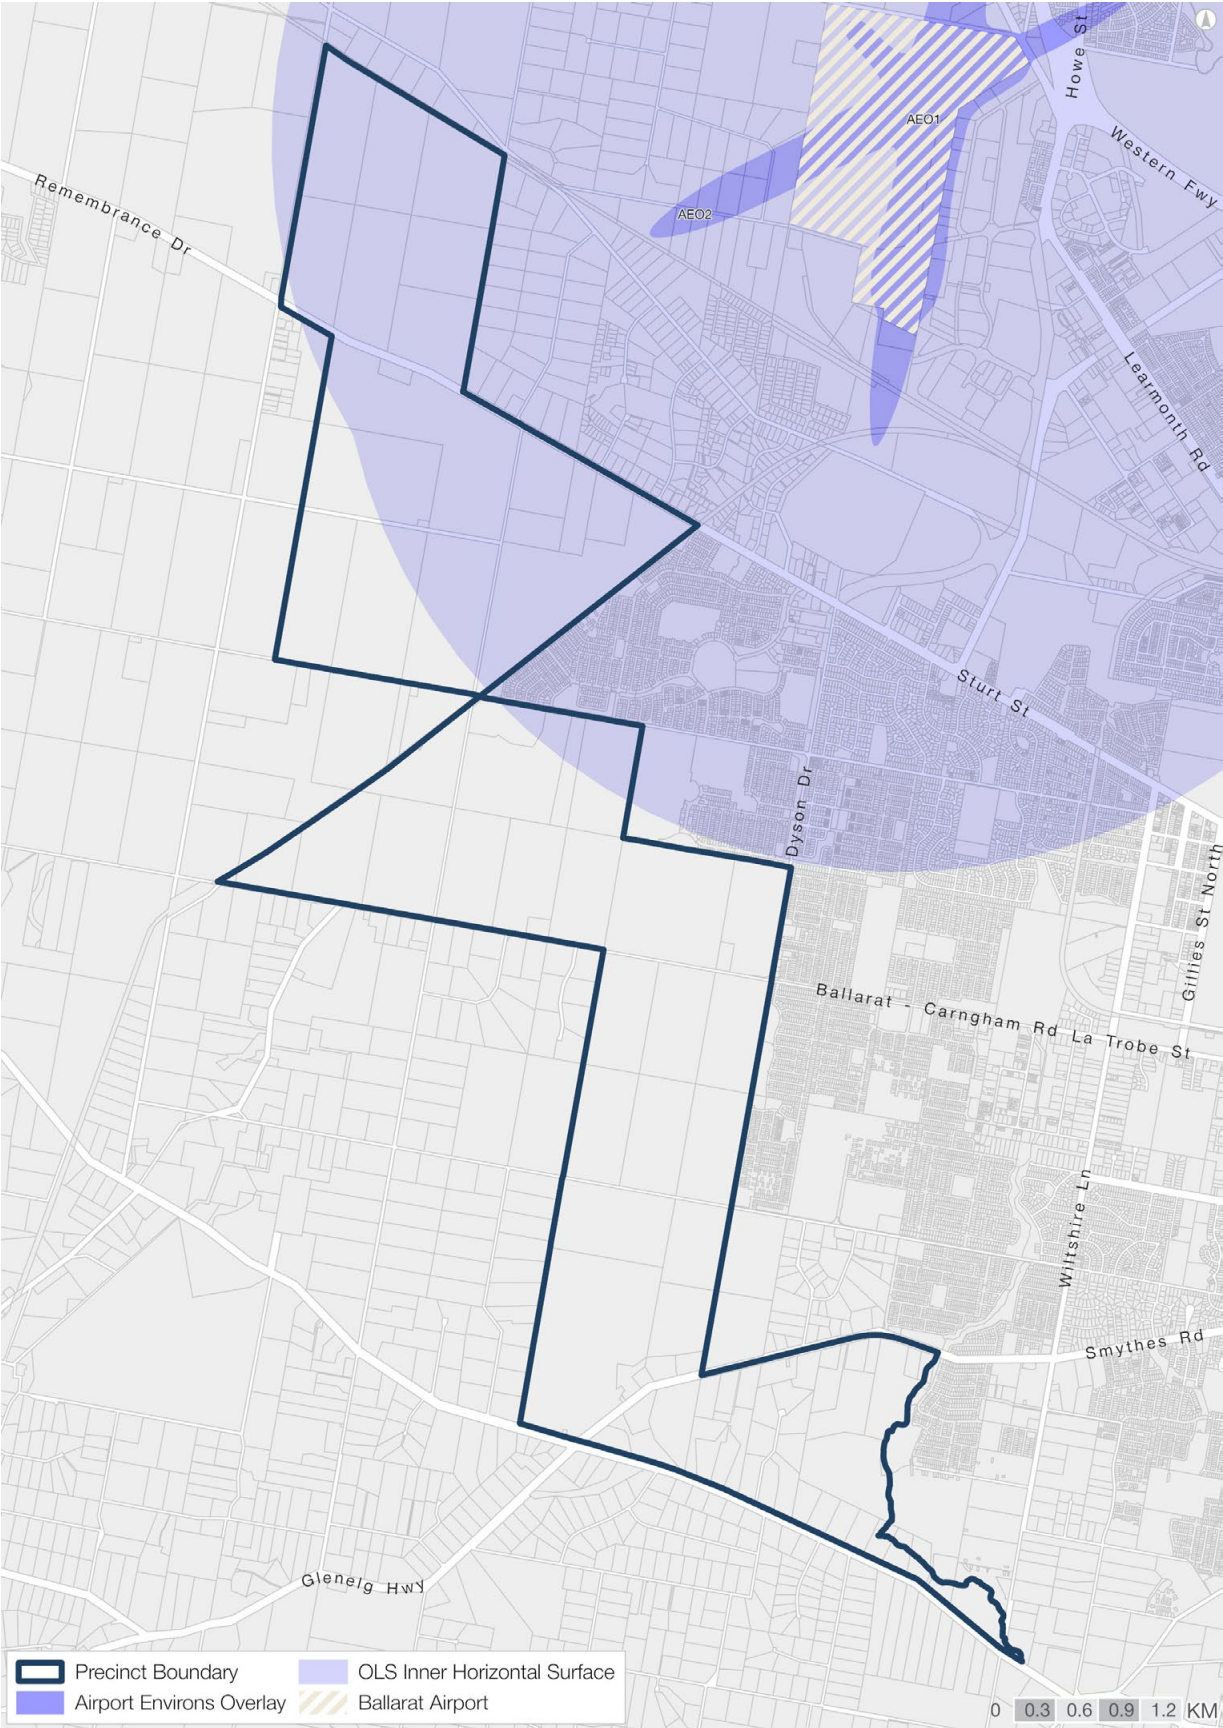 Howe St
AEO1
Western Fwy
Remembrance Dr
AEO2
Learmonth Rd
Sturt St
Dyson Dr
Gillies St North
Ballarat - Carngham Rd La Trobe St
Wiltshire Ln
Smythes Rd
Glenelg Hwy
Precinct Boundary
OLS Inner Horizontal Surface
Airport Environs Overlay
Ballarat Airport
0 0.3 0.6 0.9 1.2 KM